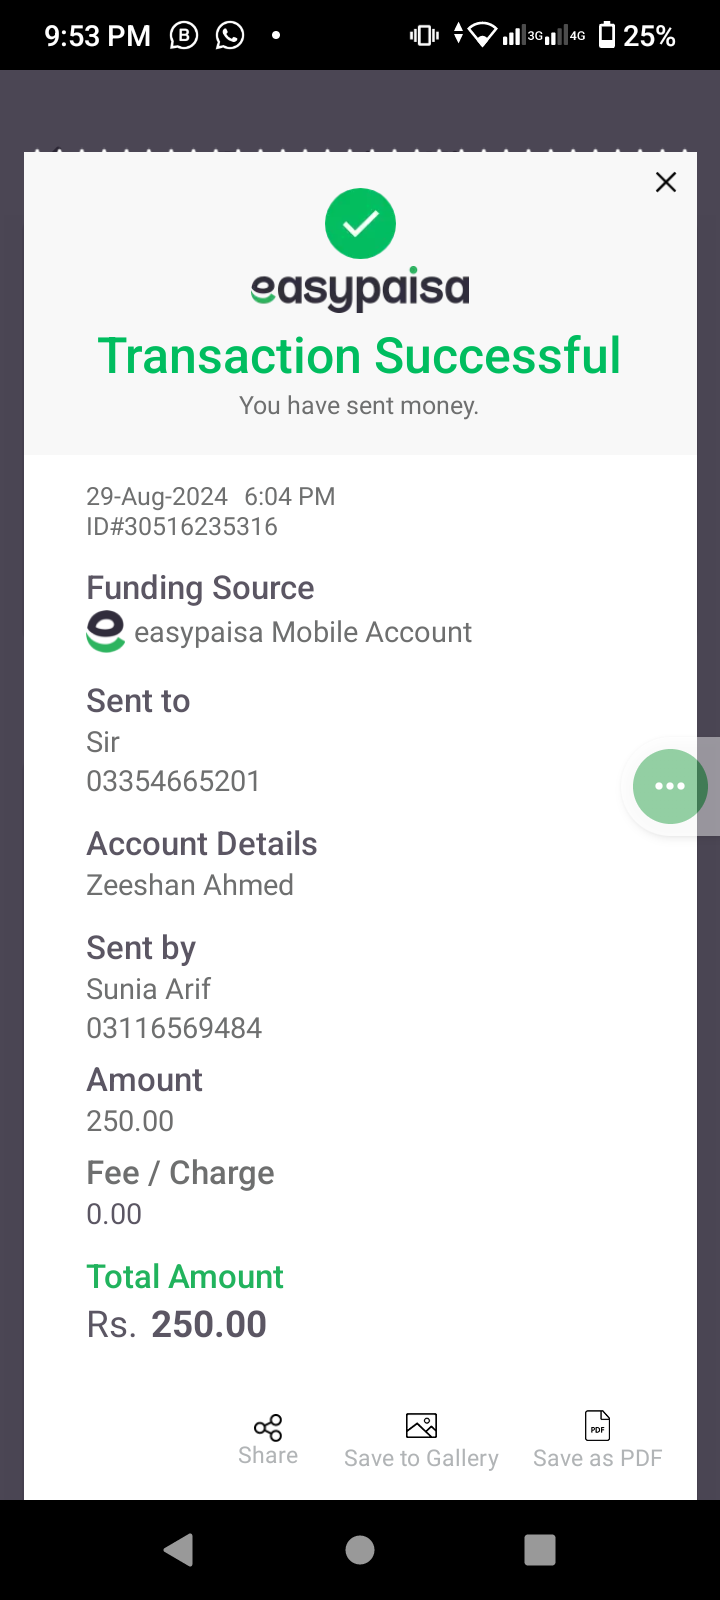 9:53 PM B 3G 4G 25%
easypaisa
Transaction Successful
You have sent money.
29-Aug-2024 6:04 PM
ID#30516235316
Funding Source
easypaisa Mobile Account
Sent to
Sir
03354665201
Account Details
Zeeshan Ahmed
Sent by
Sunia Arif
03116569484
Amount
250.00
Fee / Charge
0.00
Total Amount
Rs. 250.00
PDF
Share Save to Gallery Save as PDF